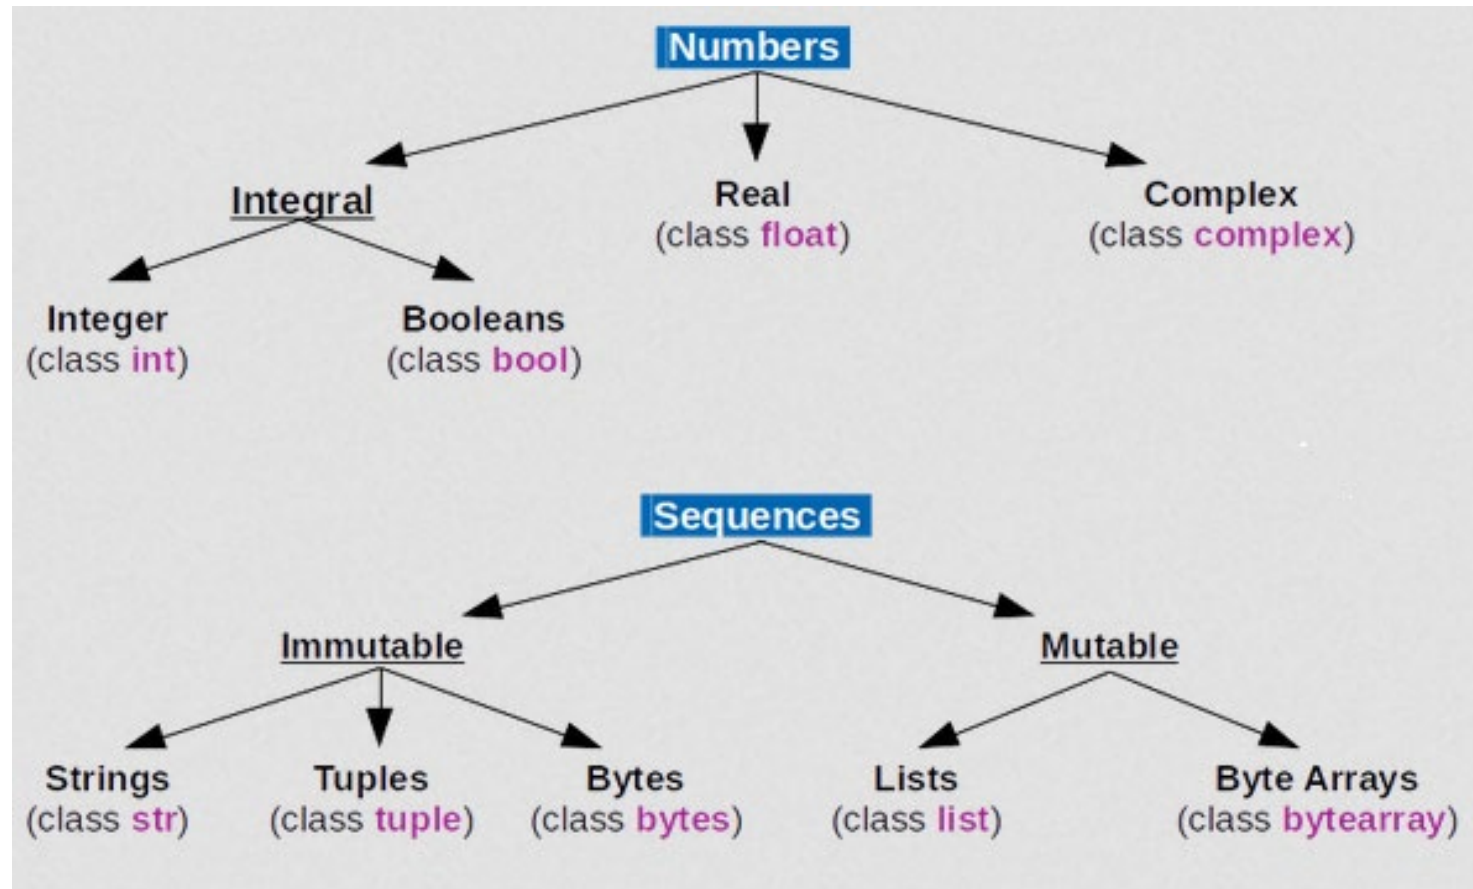 Numbers
Integral
Real
(class float)
Complex
(class complex)
Integer
(class int)
Booleans
(class bool)
Sequences
Immutable
Mutable
Strings
(class str)
Tuples
(class tuple)
Bytes
(class bytes)
Lists
(class list)
Byte Arrays
(class bytearray)